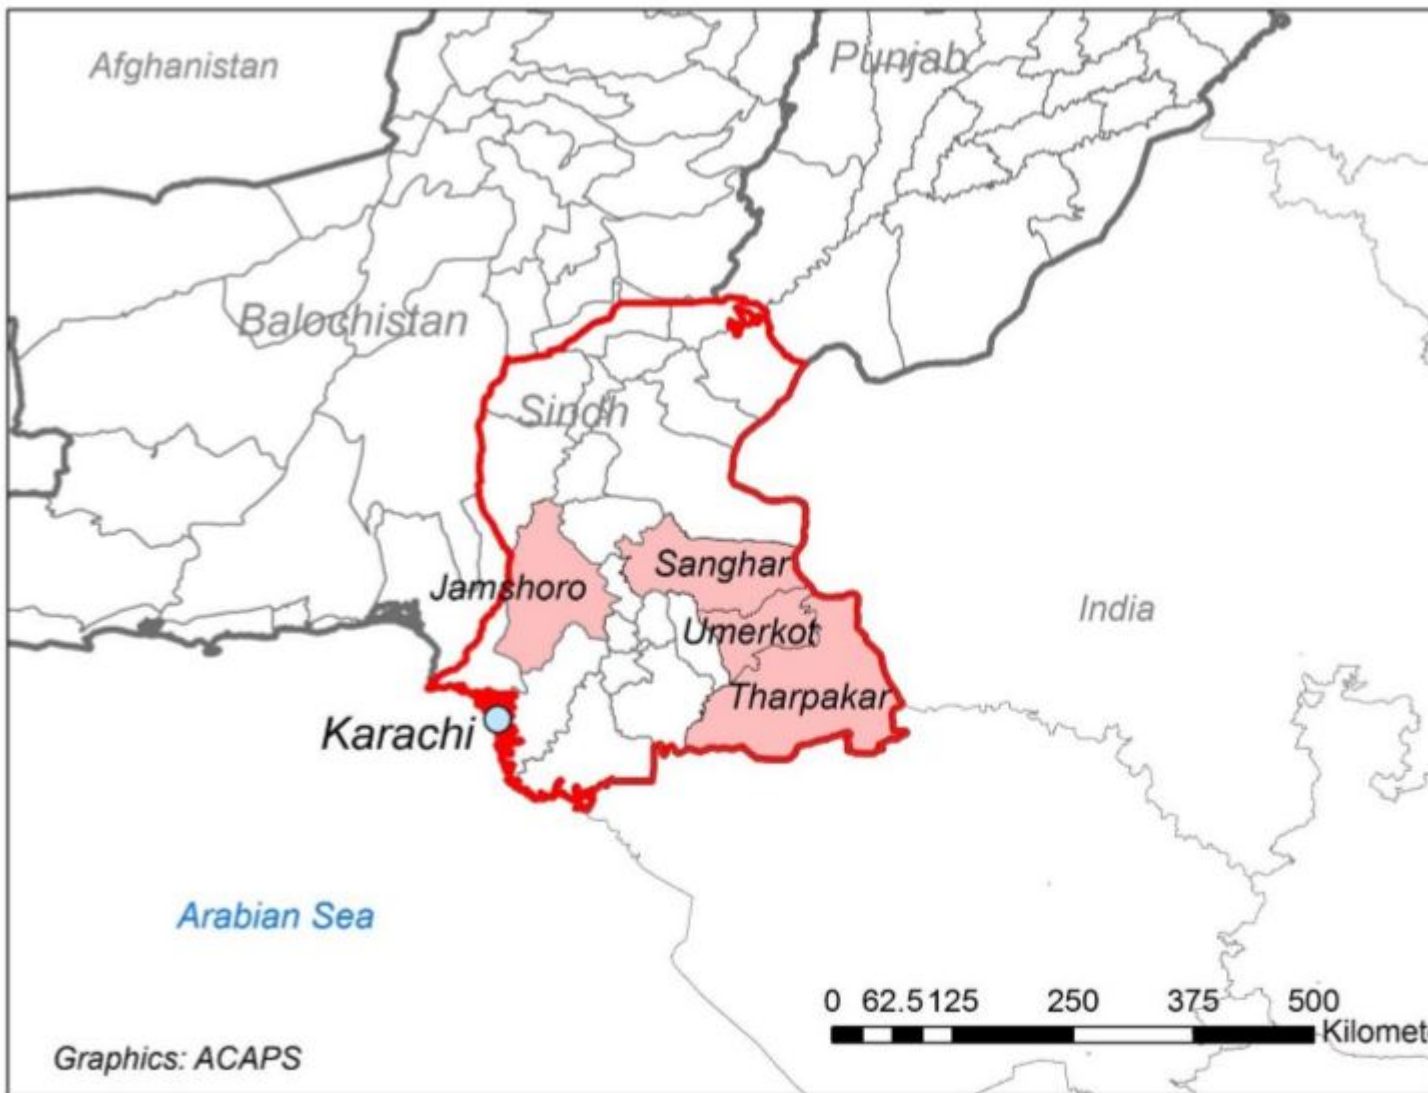 Afghanistan
Punjab
Balochistan
Sindh
Sanghar
Jamshoro
India
Umerkot
Tharpakar
Karachi
Arabian Sea
0 62.5 125 250 375 500
Kilomet
Graphics: ACAPS